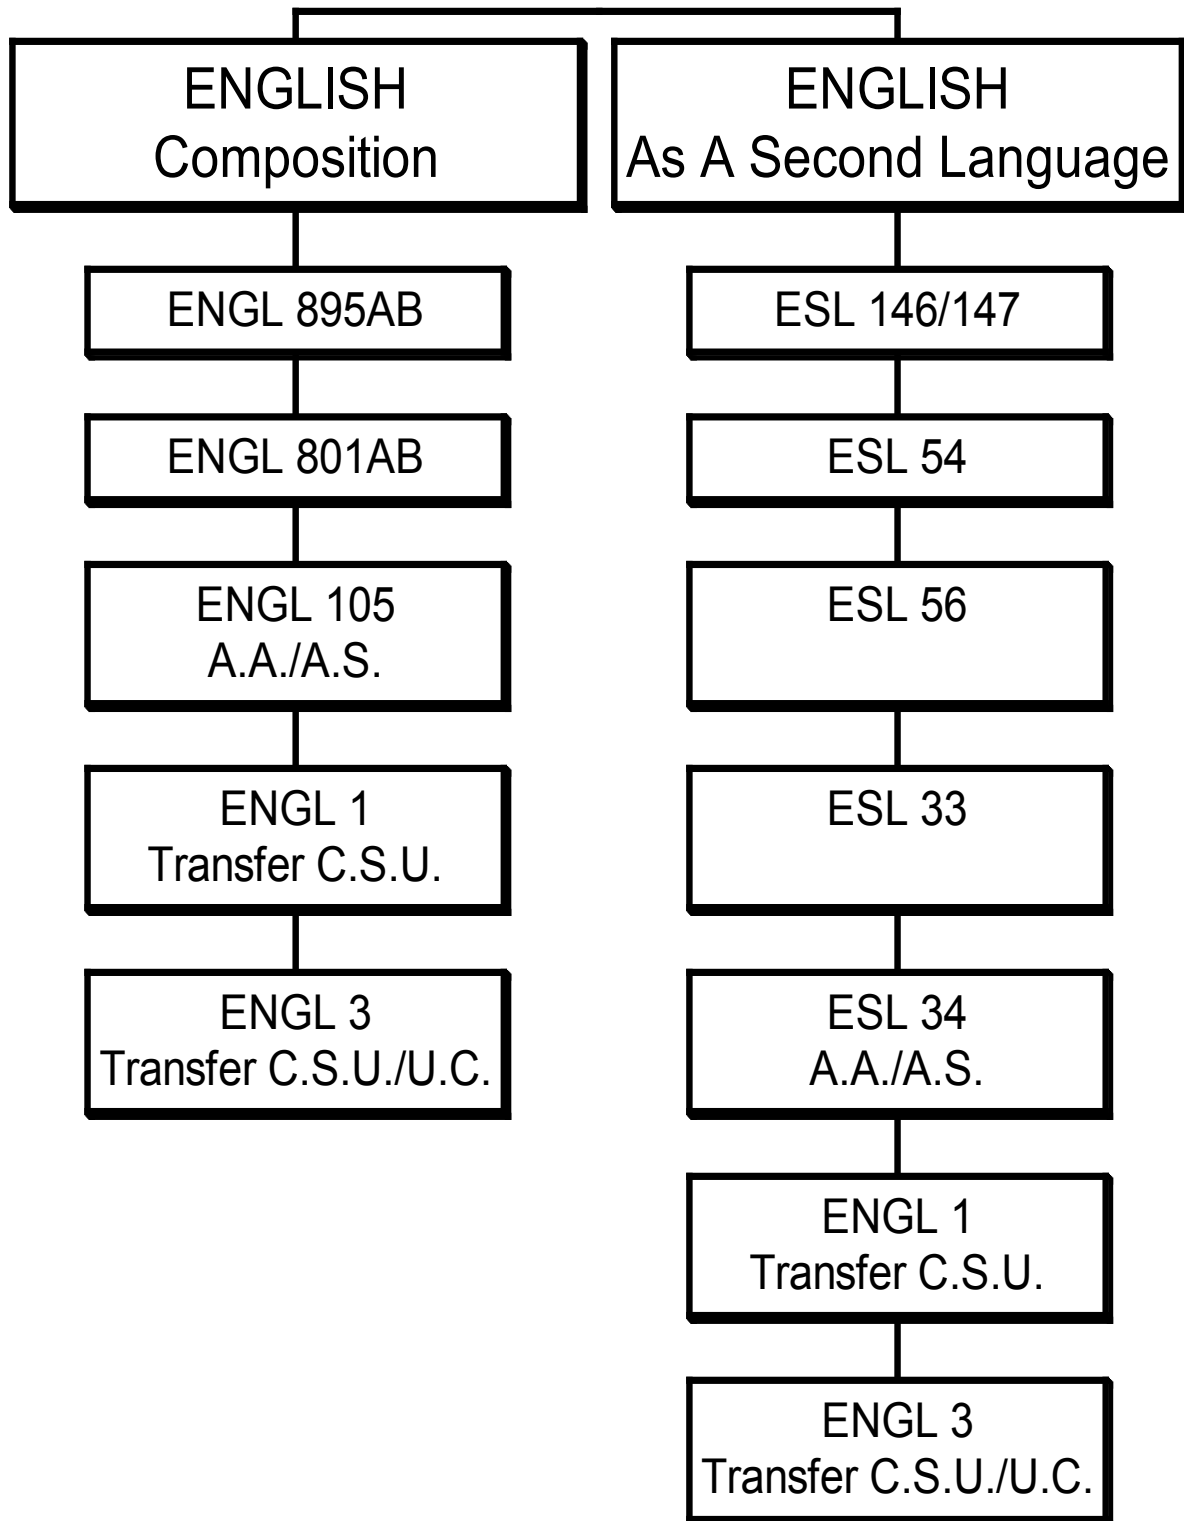 ENGLISH
Composition
ENGL 895AB
ENGL 801AB
ENGL 105
A.A./A.S.
ENGL 1
Transfer C.S.U.
ENGL 3
Transfer C.S.U./U.C.
ENGLISH
As A Second Language
ESL 146/147
ESL 54
ESL 56
ESL 33
ESL 34
A.A./A.S.
ENGL 1
Transfer C.S.U.
ENGL 3
Transfer C.S.U./U.C.